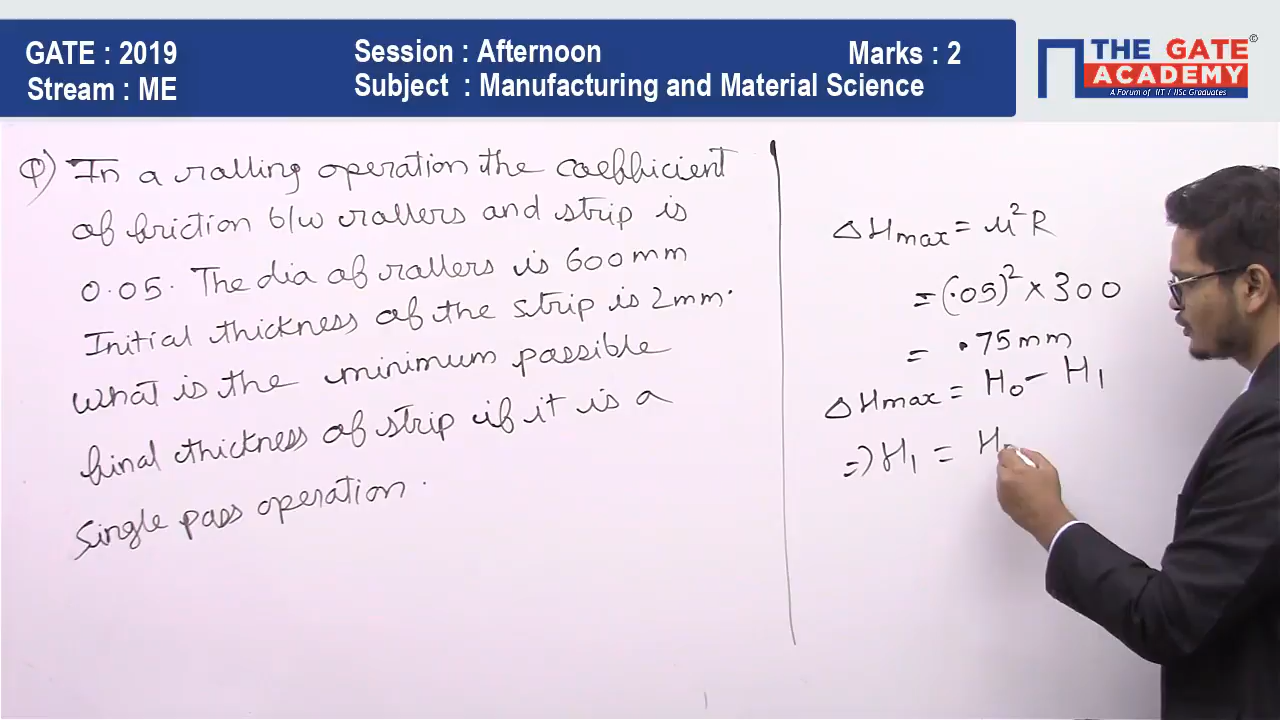 GATE : 2019
Session : Afternoon
Marks : 2
Stream : ME
Subject : Manufacturing and Material Science
THE GATE
ACADEMY
©
A Forum of IIT / IISc Graduates
Q) In a rolling operation the coefficient
of friction b/w rollers and strip is
0.05. The dia of rollers is 600mm
Initial thickness of the strip is 2mm.
What is the minimum possible
final thickness of strip if it is a
Single pass operation.
ΔHmax = μ²R
= (.05)² × 300
= .75mm
ΔHmax = H₀ - H₁
=> H₁ = H₀